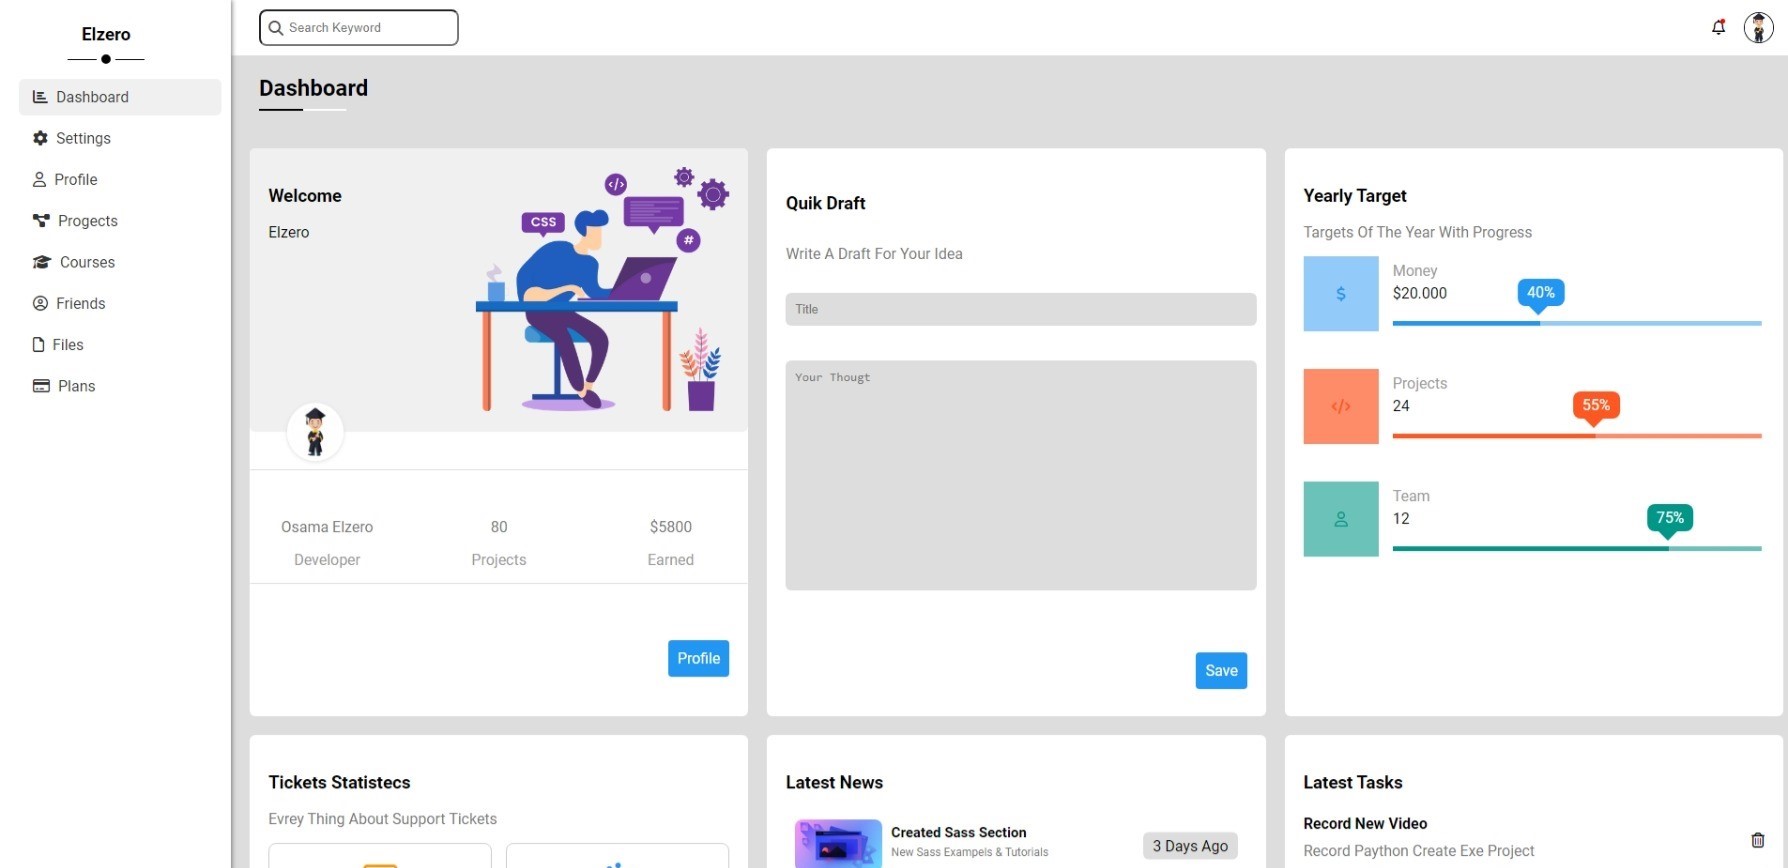 Elzero
Dashboard
Settings
Profile
Progects
Courses
Friends
Files
Plans
Search Keyword
Dashboard
Welcome
Elzero
</>
CSS
#
Osama Elzero
80
$5800
Developer
Projects
Earned
Profile
Quik Draft
Write A Draft For Your Idea
Title
Your Thougt
Save
Yearly Target
Targets Of The Year With Progress
$
Money
$20.000
40%
</>
Projects
24
55%
Team
12
75%
Tickets Statistecs
Evrey Thing About Support Tickets
Latest News
Created Sass Section
New Sass Exampels & Tutorials
3 Days Ago
Latest Tasks
Record New Video
Record Paython Create Exe Project